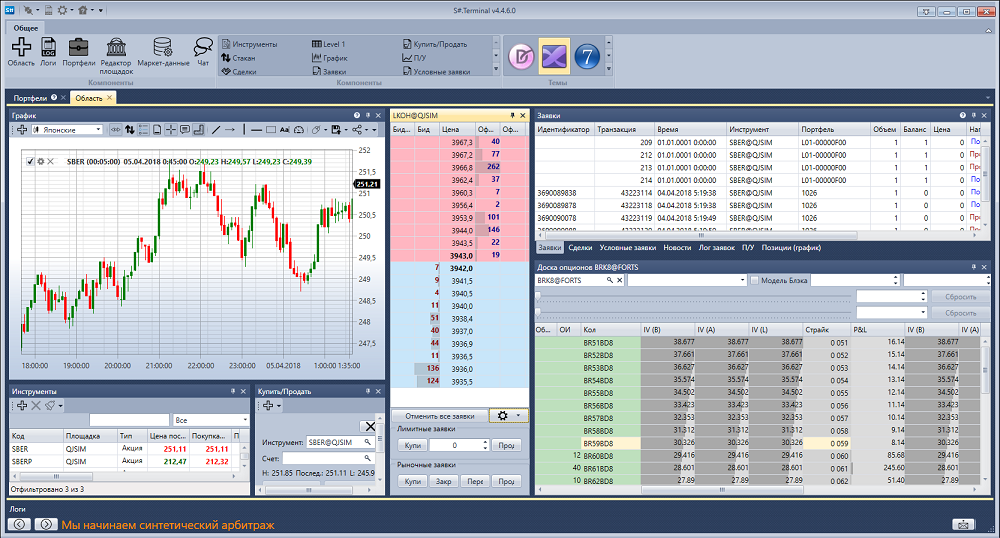 S#.Terminal v4.4.6.0
Общее
Область Логи Портфели Редактор площадок Маркет-данные Чат
Инструменты Level 1 Купить/Продать
Стакан График П/У
Сделки Заявки Условные заявки
Компоненты Компоненты Темы
Портфели Область
График
Японские
SBER (00:05:00) 05.04.2018 0:45:00 O:249,23 H:249,57 L:249,23 C:249,39
252
251,5
251,21
250,5
250
249,5
249
248,5
248
247,5
18:00:00 19:00:00 20:00:00 21:00:00 22:00:00 23:00:00 05.04.2018 1:00:00 1:35:00
Инструменты
Все
Код Площадка Тип Цена пос... Покупка... П
SBER QJSIM Акция 251,11 251,11
SBERP QJSIM Акция 212,47 212,32
Отфильтровано 3 из 3
Купить/Продать
Инструмент: SBER@QJSIM
Счет:
H: 251.85 Послед.: 251,11 L: 245.9
LKOH@QJSIM
Бид... Бид Цена Оф... Оф...
3967,3 40
3967,2 77
3966,8 262
3962,4 37
3960,3 7
3956,4 2
3953,9 101
3944,0 146
3943,5 22
3943,0 19
7 3942,0
9 3941,5
4 3940,5
11 3940,0
51 3938,4
40 3937,0
44 3936,9
11 3936,5
136 3936,0
124 3935,5
Отменить все заявки
Лимитные заявки
Купи 0 Прод
Рыночные заявки
Купи Закр Пере Прод
Заявки
Идентификатор Транзакция Время Инструмент Портфель Объем Баланс Цена На
209 01.01.0001 0:00:00 SBER@QJSIM L01-00000F00 1 1 0 По
212 01.01.0001 0:00:00 SBER@QJSIM L01-00000F00 1 1 0 Пр
213 01.01.0001 0:00:00 SBER@QJSIM L01-00000F00 1 1 0 Пр
214 01.01.0001 0:00:00 SBER@QJSIM L01-00000F00 1 1 0 По
3690089838 43223114 04.04.2018 5:19:38 SBER@QJSIM 1026 1 0 0 По
3690089878 43223118 04.04.2018 5:19:48 SBER@QJSIM 1026 1 0 0 По
3690090078 43223119 04.04.2018 5:19:49 SBER@QJSIM 1026 1 0 0 Пр
Заявки Сделки Условные заявки Новости Лог заявок П/У Позиции (график)
Доска опционов BRK8@FORTS
BRK8@FORTS Модель Блэка
Сбросить
Сбросить
Об... ОИ Кол IV (B) IV (A) IV (L) Страйк P&L IV (B) IV (A)
BR51BD8 38.677 38.677 38.677 0 051 16.14 38.677
BR52BD8 37.661 37.661 37.661 0 052 15.14 37.661
BR53BD8 36.627 36.627 36.627 0 053 14.14 36.627
BR54BD8 35.574 35.574 35.574 0 054 13.14 35.574
BR55BD8 34.502 34.502 34.502 0 055 12.14 34.502
BR56BD8 33.423 33.423 33.423 0 056 11.14 33.423
BR57BD8 32.353 32.353 32.353 0 057 10.14 32.353
BR58BD8 31.312 31.312 31.312 0 058 9.14 31.312
BR59BD8 30.326 30.326 30.326 0 059 8.14 30.326
12 BR60BD8 29.416 29.416 29.416 0 060 85.68 29.416
40 BR61BD8 28.601 28.601 28.601 0 061 245.60 28.601
10 BR62BD8 27.89 27.89 27.89 0 062 51.40 27.89
Логи
Мы начинаем синтетический арбитраж